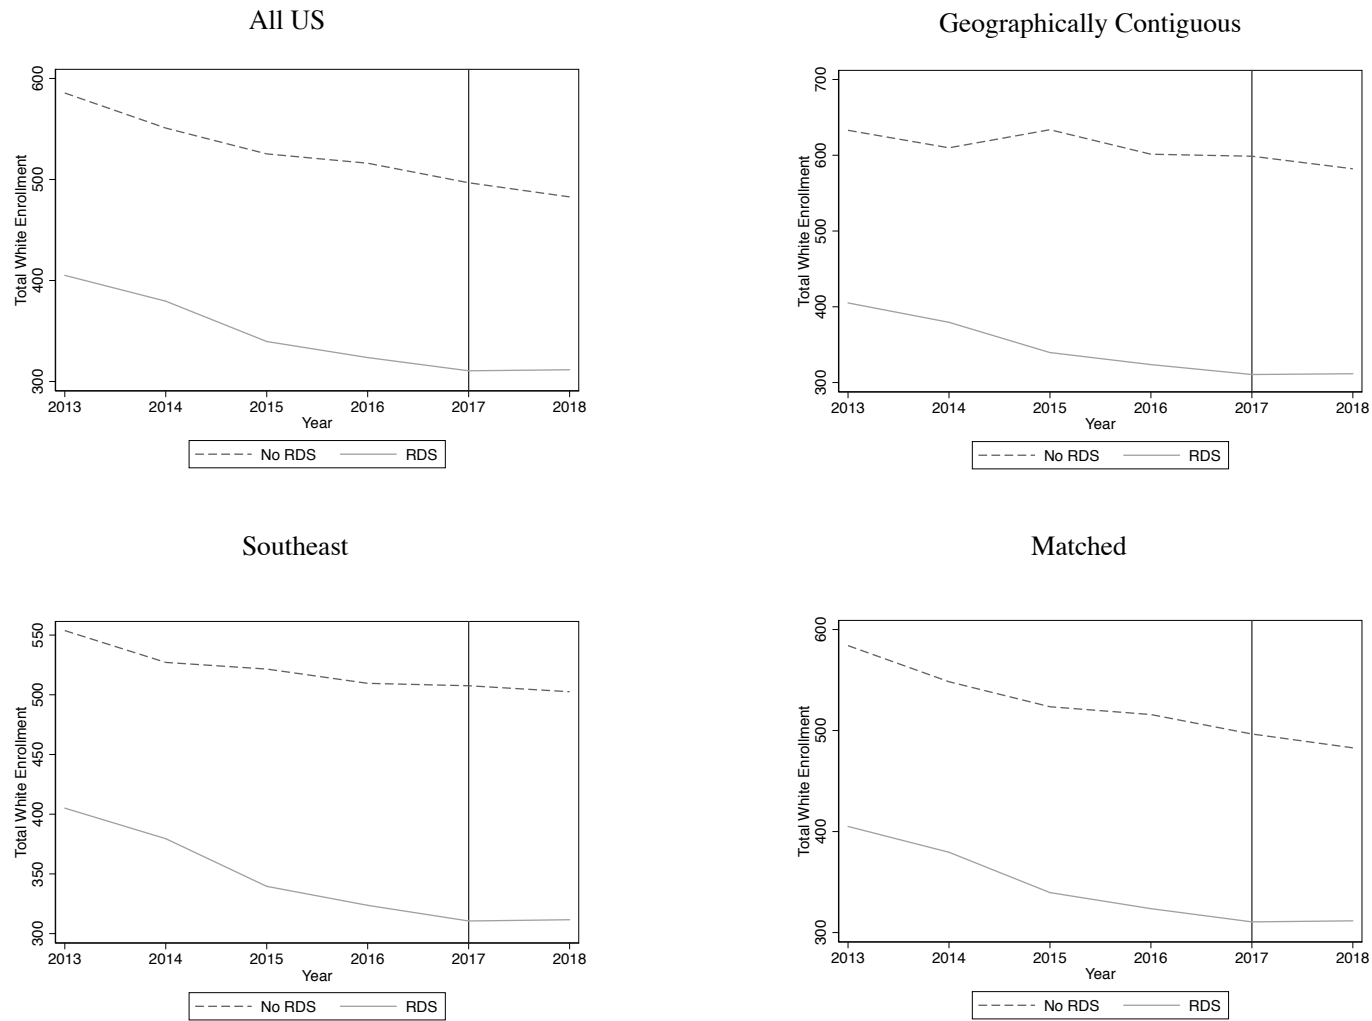 All US
Total White Enrollment
600
500
400
300
2013 2014 2015 2016 2017 2018
Year
No RDS RDS
Geographically Contiguous
Total White Enrollment
700
600
500
400
300
2013 2014 2015 2016 2017 2018
Year
No RDS RDS
Southeast
Total White Enrollment
550
500
450
400
350
300
2013 2014 2015 2016 2017 2018
Year
No RDS RDS
Matched
Total White Enrollment
600
500
400
300
2013 2014 2015 2016 2017 2018
Year
No RDS RDS